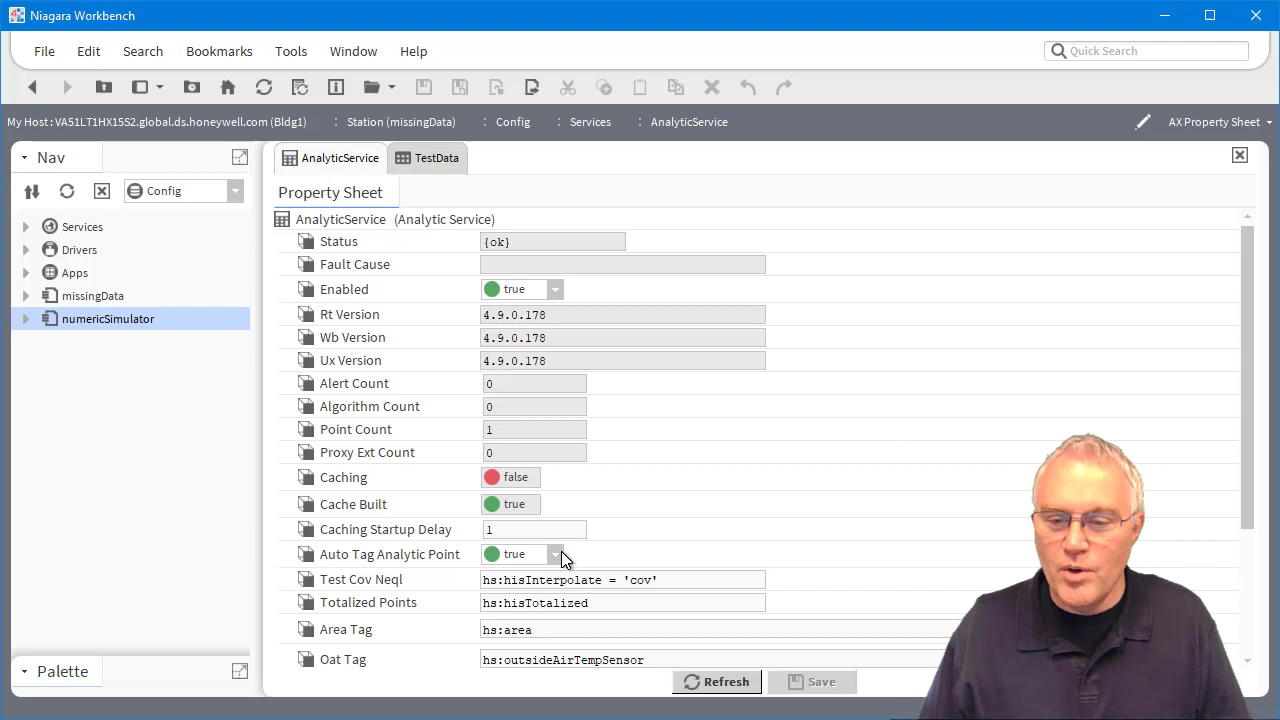 Niagara Workbench
File Edit Search Bookmarks Tools Window Help
Quick Search
My Host : VA51LT1HX15S2.global.ds.honeywell.com (Bldg1) : Station (missingData) : Config : Services : AnalyticService
AX Property Sheet
Nav
Config
Services
Drivers
Apps
missingData
numericSimulator
Palette
AnalyticService
TestData
Property Sheet
AnalyticService (Analytic Service)
Status {ok}
Fault Cause
Enabled true
Rt Version 4.9.0.178
Wb Version 4.9.0.178
Ux Version 4.9.0.178
Alert Count 0
Algorithm Count 0
Point Count 1
Proxy Ext Count 0
Caching false
Cache Built true
Caching Startup Delay 1
Auto Tag Analytic Point true
Test Cov Neql hs:hisInterpolate = 'cov'
Totalized Points hs:hisTotalized
Area Tag hs:area
Oat Tag hs:outsideAirTempSensor
Refresh Save